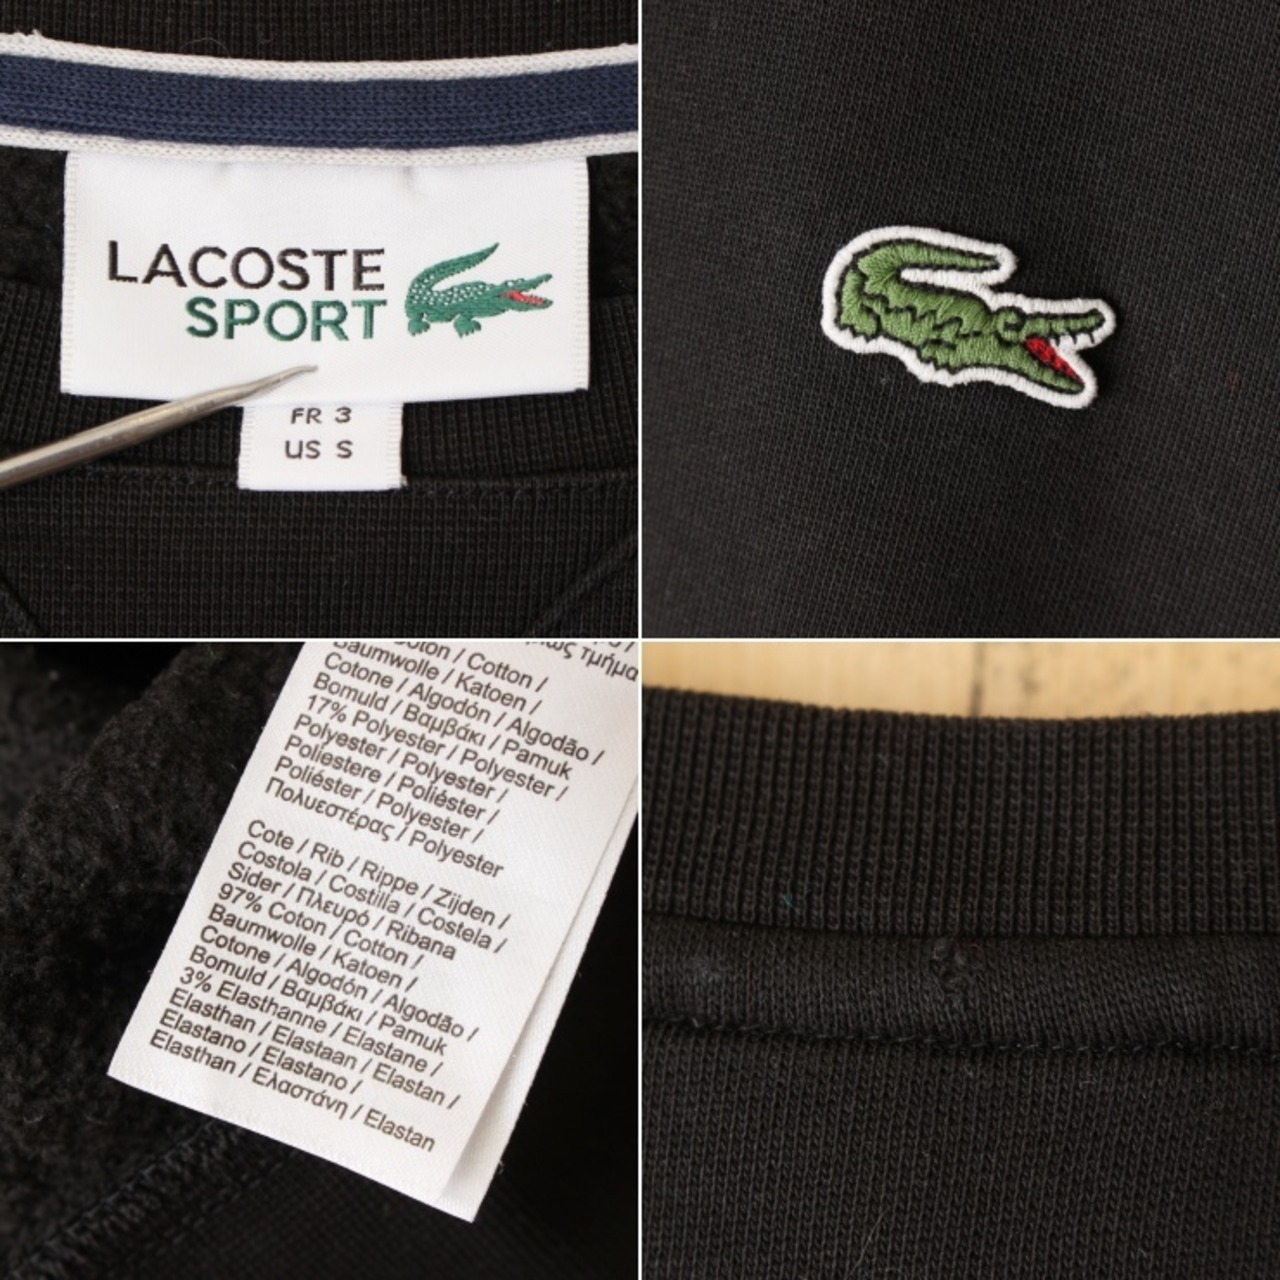 LACOSTE
SPORT
FR 3
US S
τμήμα
Cotton /
Baumwolle / Katoen /
Cotone / Algodón / Algodão /
Bomuld / Βαμβάκι / Pamuk
17% Polyester / Polyester /
Polyester / Polyester /
Poliestere / Poliéster /
Poliéster / Polyester /
Πολυεστέρας / Polyester
Cote / Rib / Rippe / Zijden /
Costola / Costilla / Costela /
Sider / Πλευρό / Ribana
97% Coton / Cotton /
Baumwolle / Katoen /
Cotone / Algodón / Algodão /
Bomuld / Βαμβάκι / Pamuk
3% Elasthanne / Elastane /
Elasthan / Elastaan / Elastan /
Elastano / Elastano /
Elasthan / Ελαστάνη / Elastan